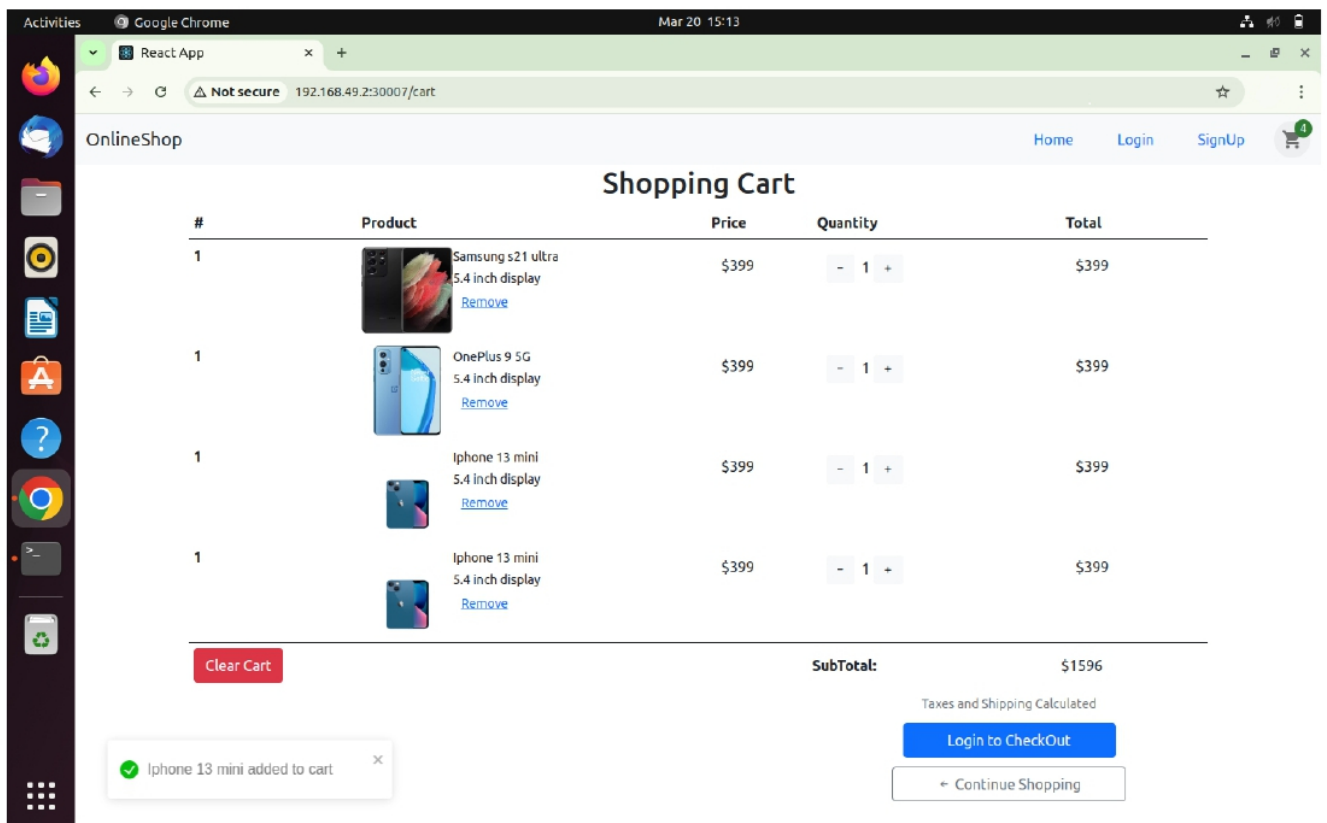 Activities Google Chrome Mar 20 15:13
React App × +
Not secure 192.168.49.2:30007/cart
OnlineShop Home Login SignUp 4
Shopping Cart
# Product Price Quantity Total
1 Samsung s21 ultra $399 - 1 + $399
5.4 inch display
Remove
1 OnePlus 9 5G $399 - 1 + $399
5.4 inch display
Remove
1 Iphone 13 mini $399 - 1 + $399
5.4 inch display
Remove
1 Iphone 13 mini $399 - 1 + $399
5.4 inch display
Remove
Clear Cart SubTotal: $1596
Taxes and Shipping Calculated
Login to CheckOut
Iphone 13 mini added to cart ×
← Continue Shopping